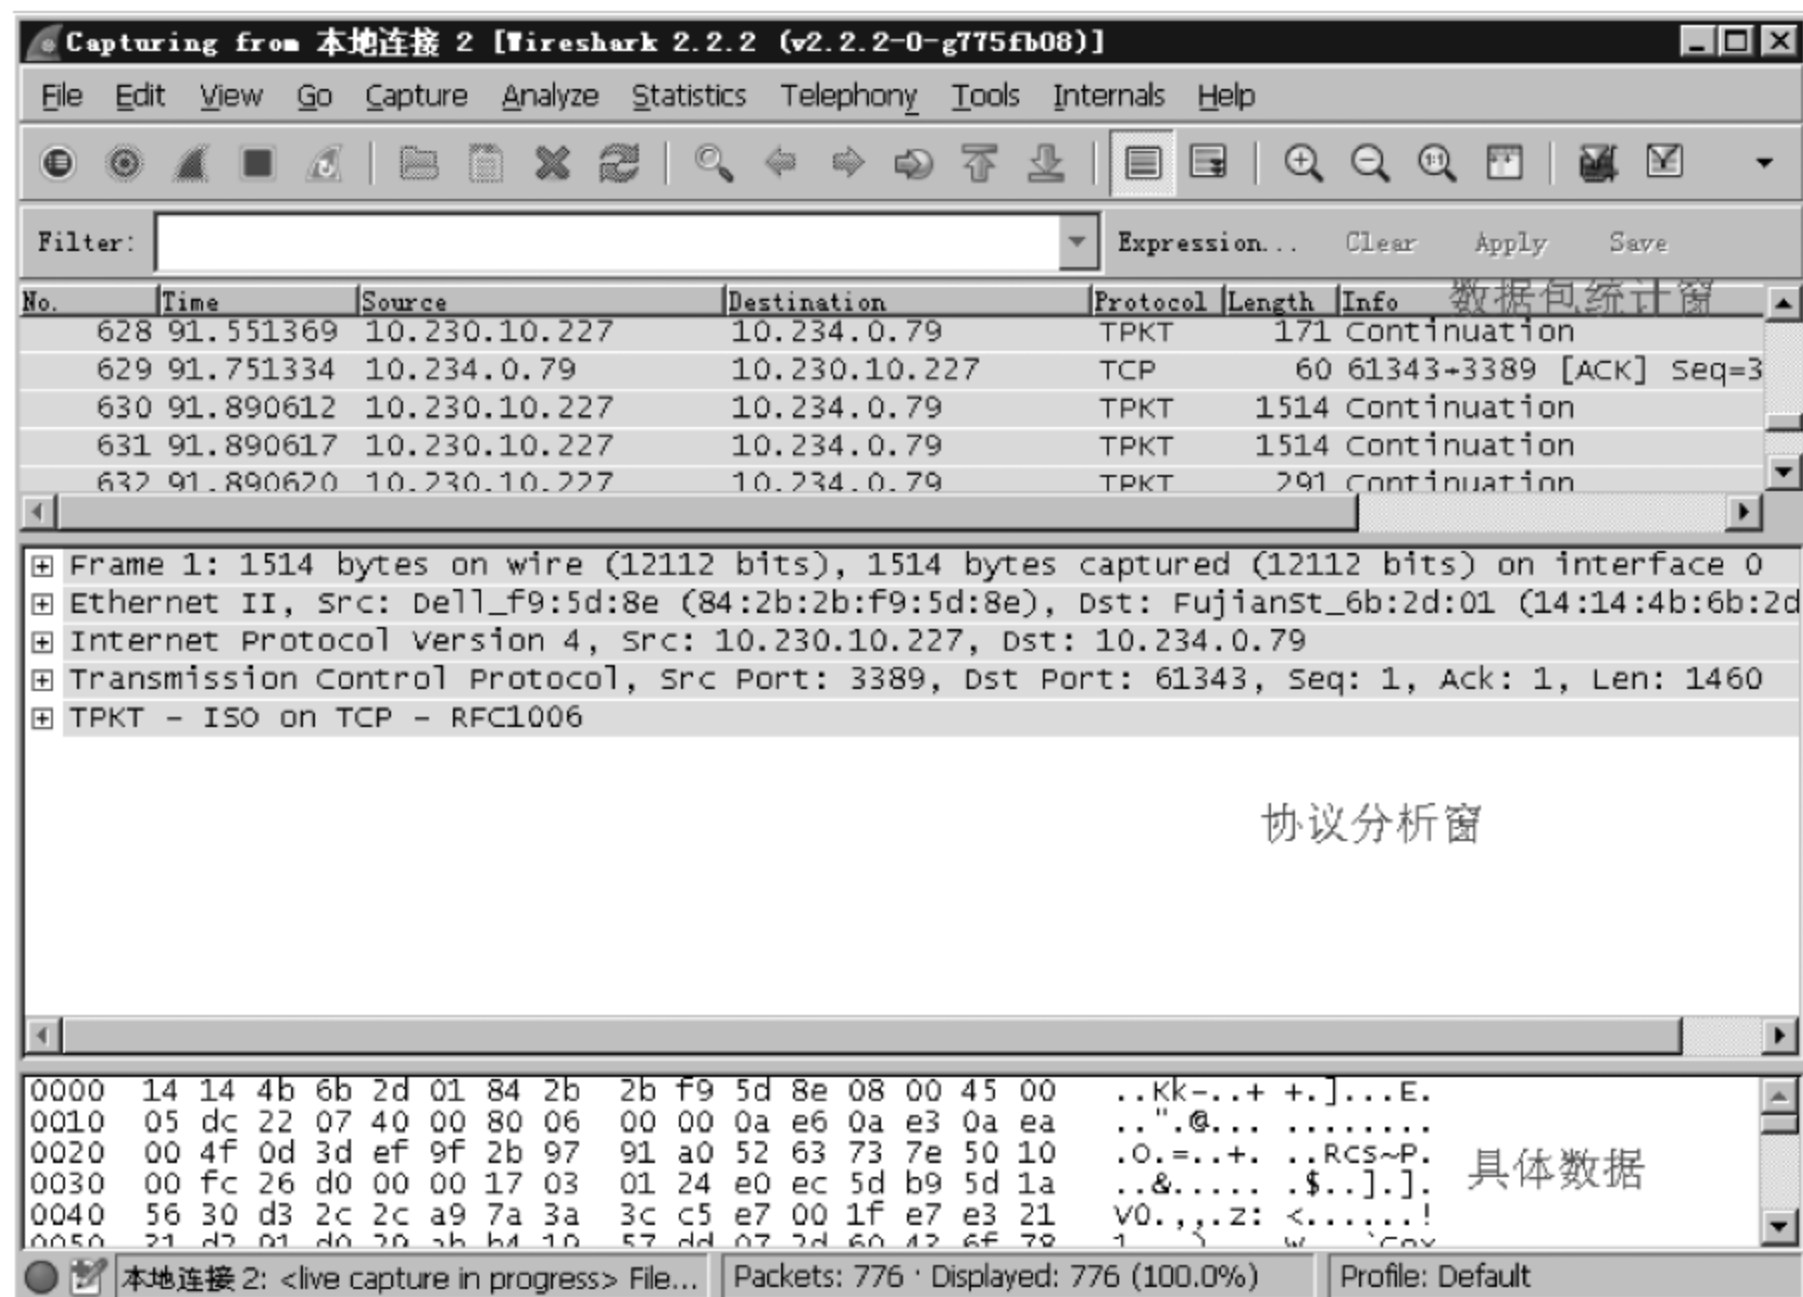 Capturing from 本地连接 2 [Wireshark 2.2.2 (v2.2.2-0-g775fb08)]
File Edit View Go Capture Analyze Statistics Telephony Tools Internals Help
Filter: Expression... Clear Apply Save
No. Time Source Destination Protocol Length Info 数据包统计窗
628 91.551369 10.230.10.227 10.234.0.79 TPKT 171 Continuation
629 91.751334 10.234.0.79 10.230.10.227 TCP 60 61343→3389 [ACK] Seq=3
630 91.890612 10.230.10.227 10.234.0.79 TPKT 1514 Continuation
631 91.890617 10.230.10.227 10.234.0.79 TPKT 1514 Continuation
632 91.890620 10.230.10.227 10.234.0.79 TPKT 291 Continuation
Frame 1: 1514 bytes on wire (12112 bits), 1514 bytes captured (12112 bits) on interface 0
Ethernet II, Src: Dell_f9:5d:8e (84:2b:2b:f9:5d:8e), Dst: FujianSt_6b:2d:01 (14:14:4b:6b:2d
Internet Protocol Version 4, Src: 10.230.10.227, Dst: 10.234.0.79
Transmission Control Protocol, Src Port: 3389, Dst Port: 61343, Seq: 1, Ack: 1, Len: 1460
TPKT - ISO on TCP - RFC1006
协议分析窗
0000 14 14 4b 6b 2d 01 84 2b 2b f9 5d 8e 08 00 45 00 ..Kk-..+ +.]...E.
0010 05 dc 22 07 40 00 80 06 00 00 0a e6 0a e3 0a ea ..".@... ........
0020 00 4f 0d 3d ef 9f 2b 97 91 a0 52 63 73 7e 50 10 .O.=..+. ..Rcs~P.
0030 00 fc 26 d0 00 00 17 03 01 24 e0 ec 5d b9 5d 1a ..&..... .$..].].
具体数据
0040 56 30 d3 2c 2c a9 7a 3a 3c c5 e7 00 1f e7 e3 21 V0.,,.z: <......!
0050
本地连接 2: <live capture in progress> File... Packets: 776 · Displayed: 776 (100.0%) Profile: Default